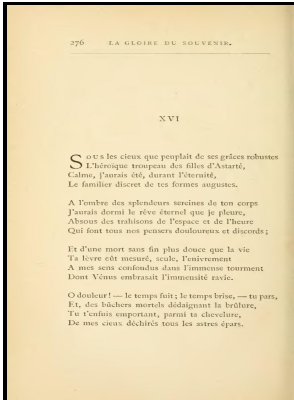 276 LA GLOIRE DU SOUVENIR.
XVI
Sous les cieux que peuplait de ses grâces robustes
L'héroïque troupeau des filles d'Astarté,
Calme, j'aurais été, durant l'éternité,
Le familier discret de tes formes augustes.
A l'ombre des splendeurs sereines de ton corps
J'aurais dormi le rêve éternel que je pleure,
Absous des trahisons de l'espace et de l'heure
Qui font tous nos pensers douloureux et discords ;
Et d'une mort sans fin plus douce que la vie
Ta lèvre eût mesuré, seule, l'enivrement
A mes sens confondus dans l'immense tourment
Dont Vénus embrasait l'immensité ravie.
O douleur! — le temps fuit ; le temps brise, — tu pars,
Et, des bûchers mortels dédaignant la brûlure,
Tu t'enfuis emportant, parmi ta chevelure,
De mes cieux déchirés tous les astres épars.